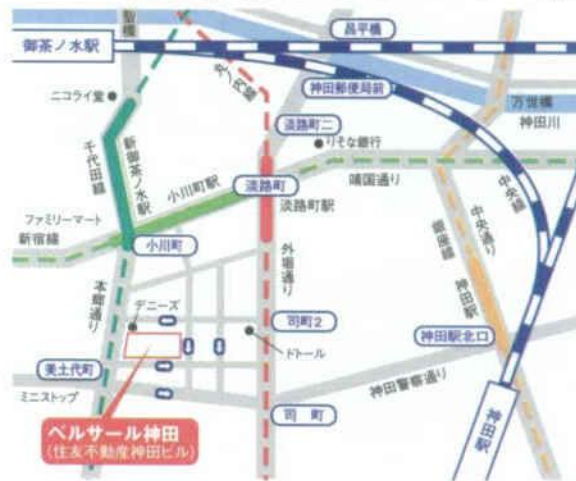 聖橋
昌平橋
御茶ノ水駅
丸ノ内線
神田郵便局前
ニコライ堂
万世橋
神田川
淡路町二
りそな銀行
千代田線
新御茶ノ水駅
小川町駅
淡路町
靖国通り
中央線
淡路町駅
ファミリーマート
新宿線
小川町
外堀通り
銀座線
中央通り
神田駅
本郷通り
デニーズ
司町2
ドトール
神田駅北口
美土代町
ミニストップ
神田警察通り
司町
神田駅
ベルサール神田
(住友不動産神田ビル)